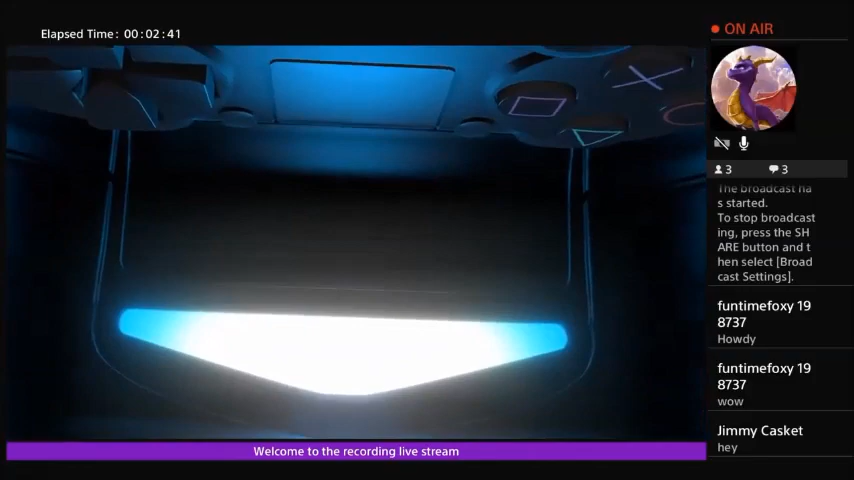 Elapsed Time: 00:02:41
ON AIR
3 3
The broadcast ha
s started.
To stop broadcast
ing, press the SH
ARE button and t
hen select [Broad
cast Settings].
funtimefoxy 19
8737
Howdy
funtimefoxy 19
8737
wow
Jimmy Casket
hey
Welcome to the recording live stream